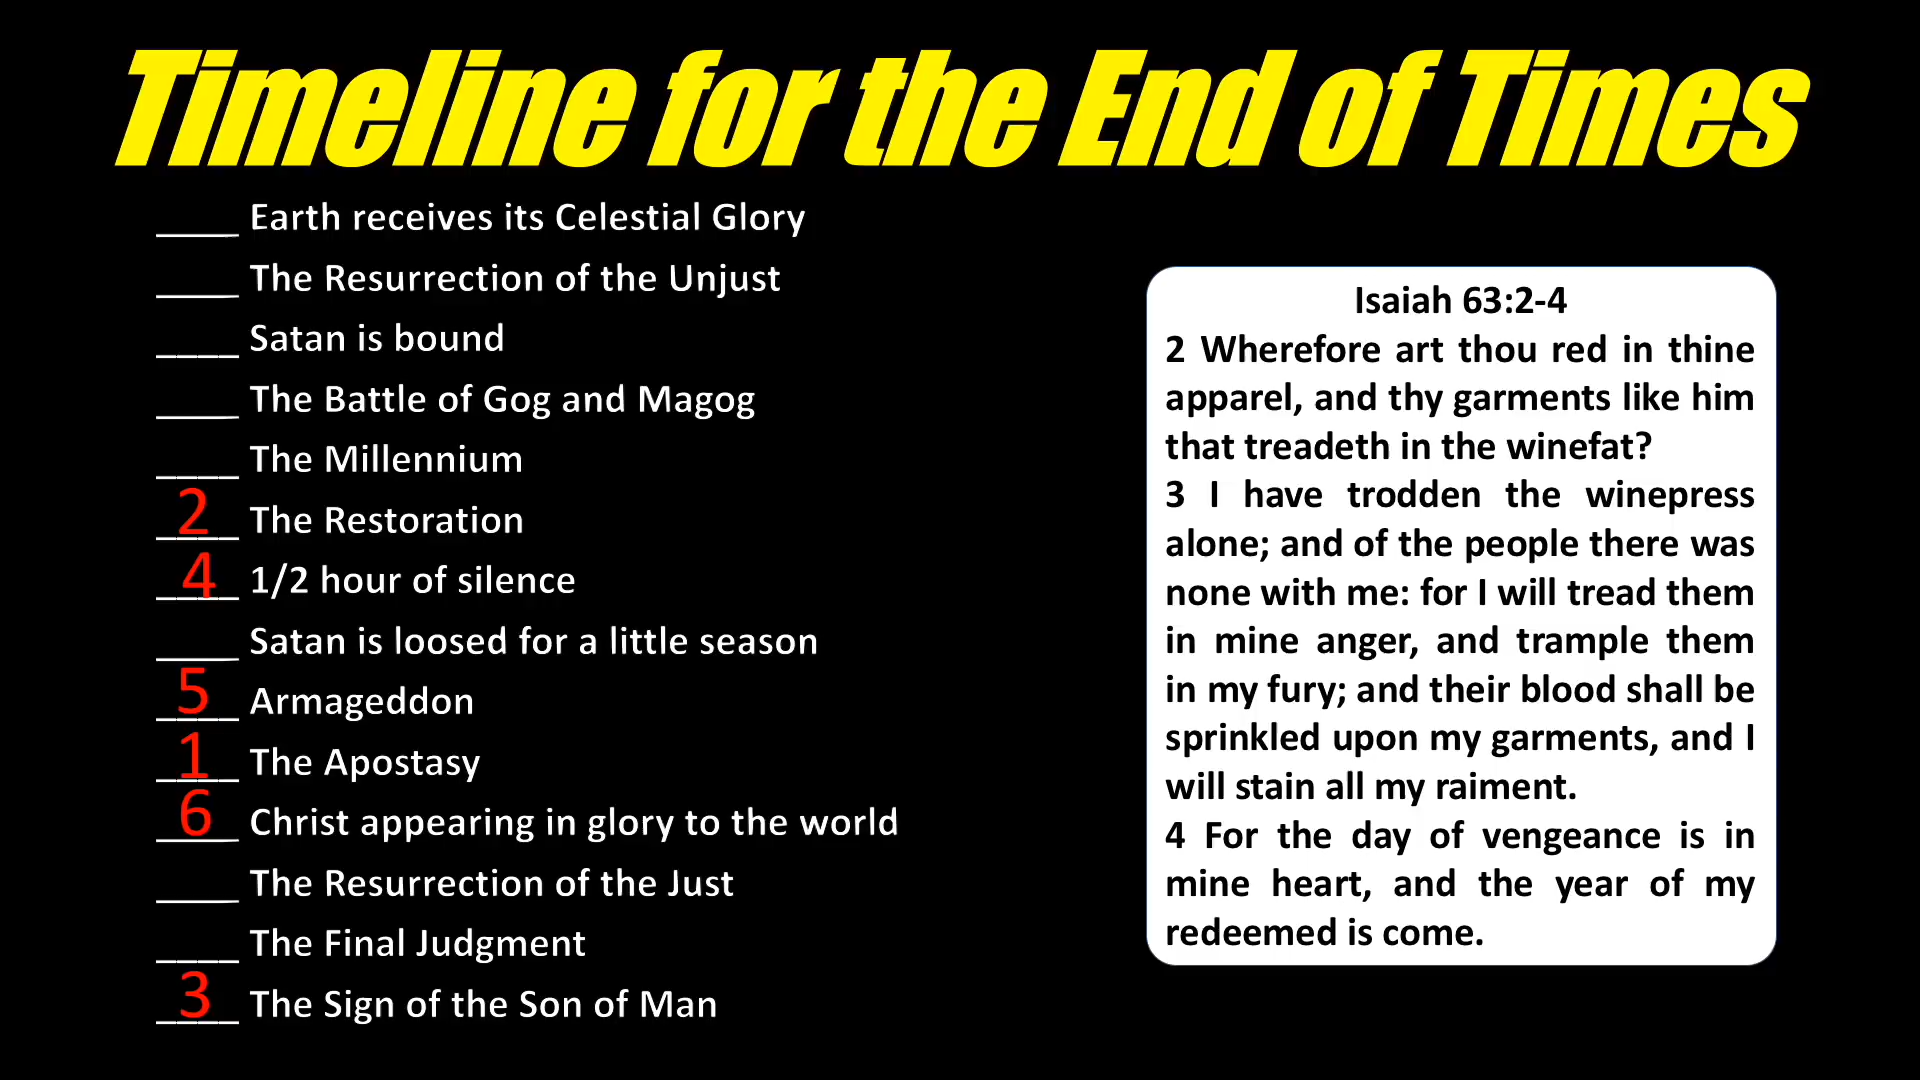 Timeline for the End of Times
____ Earth receives its Celestial Glory
____ The Resurrection of the Unjust
____ Satan is bound
____ The Battle of Gog and Magog
____ The Millennium
2 The Restoration
4 1/2 hour of silence
____ Satan is loosed for a little season
5 Armageddon
1 The Apostasy
6 Christ appearing in glory to the world
____ The Resurrection of the Just
____ The Final Judgment
3 The Sign of the Son of Man
Isaiah 63:2-4
2 Wherefore art thou red in thine
apparel, and thy garments like him
that treadeth in the winefat?
3 I have trodden the winepress
alone; and of the people there was
none with me: for I will tread them
in mine anger, and trample them
in my fury; and their blood shall be
sprinkled upon my garments, and I
will stain all my raiment.
4 For the day of vengeance is in
mine heart, and the year of my
redeemed is come.